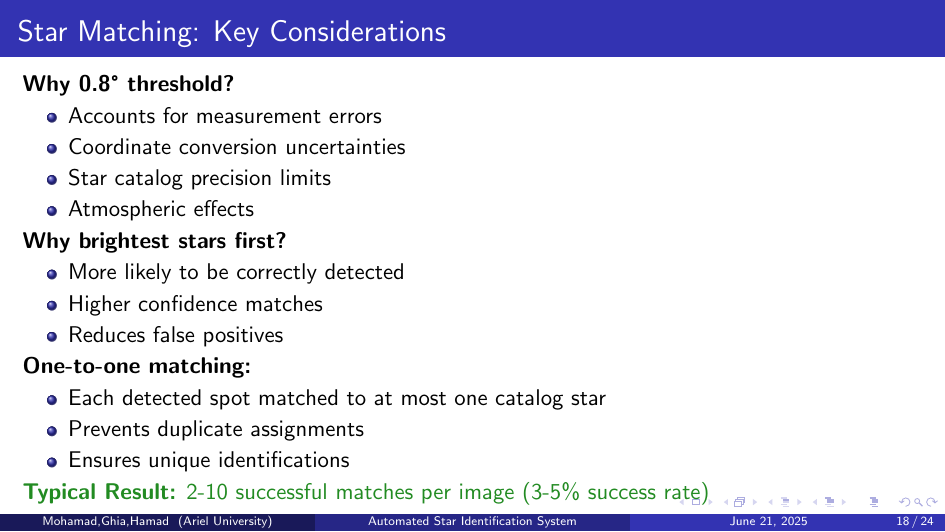 Star Matching: Key Considerations
Why 0.8° threshold?
Accounts for measurement errors
Coordinate conversion uncertainties
Star catalog precision limits
Atmospheric effects
Why brightest stars first?
More likely to be correctly detected
Higher confidence matches
Reduces false positives
One-to-one matching:
Each detected spot matched to at most one catalog star
Prevents duplicate assignments
Ensures unique identifications
Typical Result: 2-10 successful matches per image (3-5% success rate)
Mohamad,Ghia,Hamad (Ariel University) Automated Star Identification System June 21, 2025 18 / 24